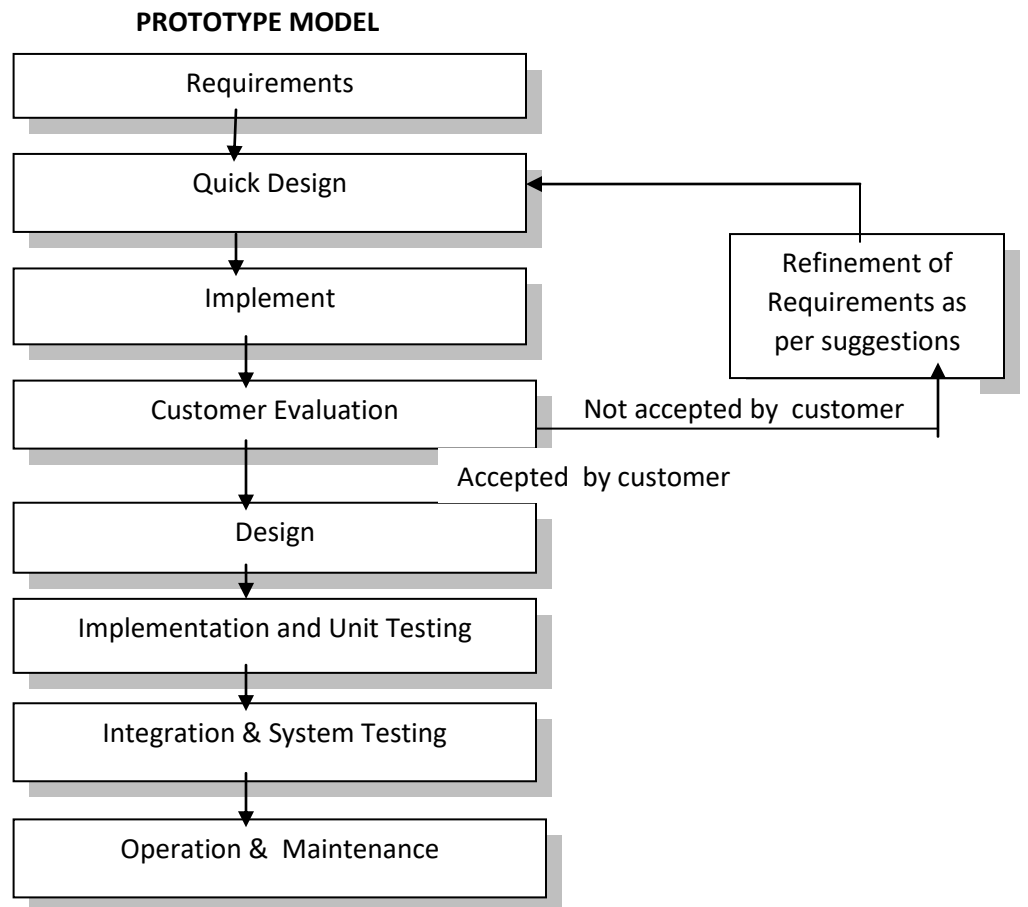 PROTOTYPE MODEL
Requirements
Quick Design
Refinement of
Requirements as
per suggestions
Implement
Customer Evaluation
Not accepted by  customer
Accepted  by customer
Design
Implementation and Unit Testing
Integration & System Testing
Operation &  Maintenance